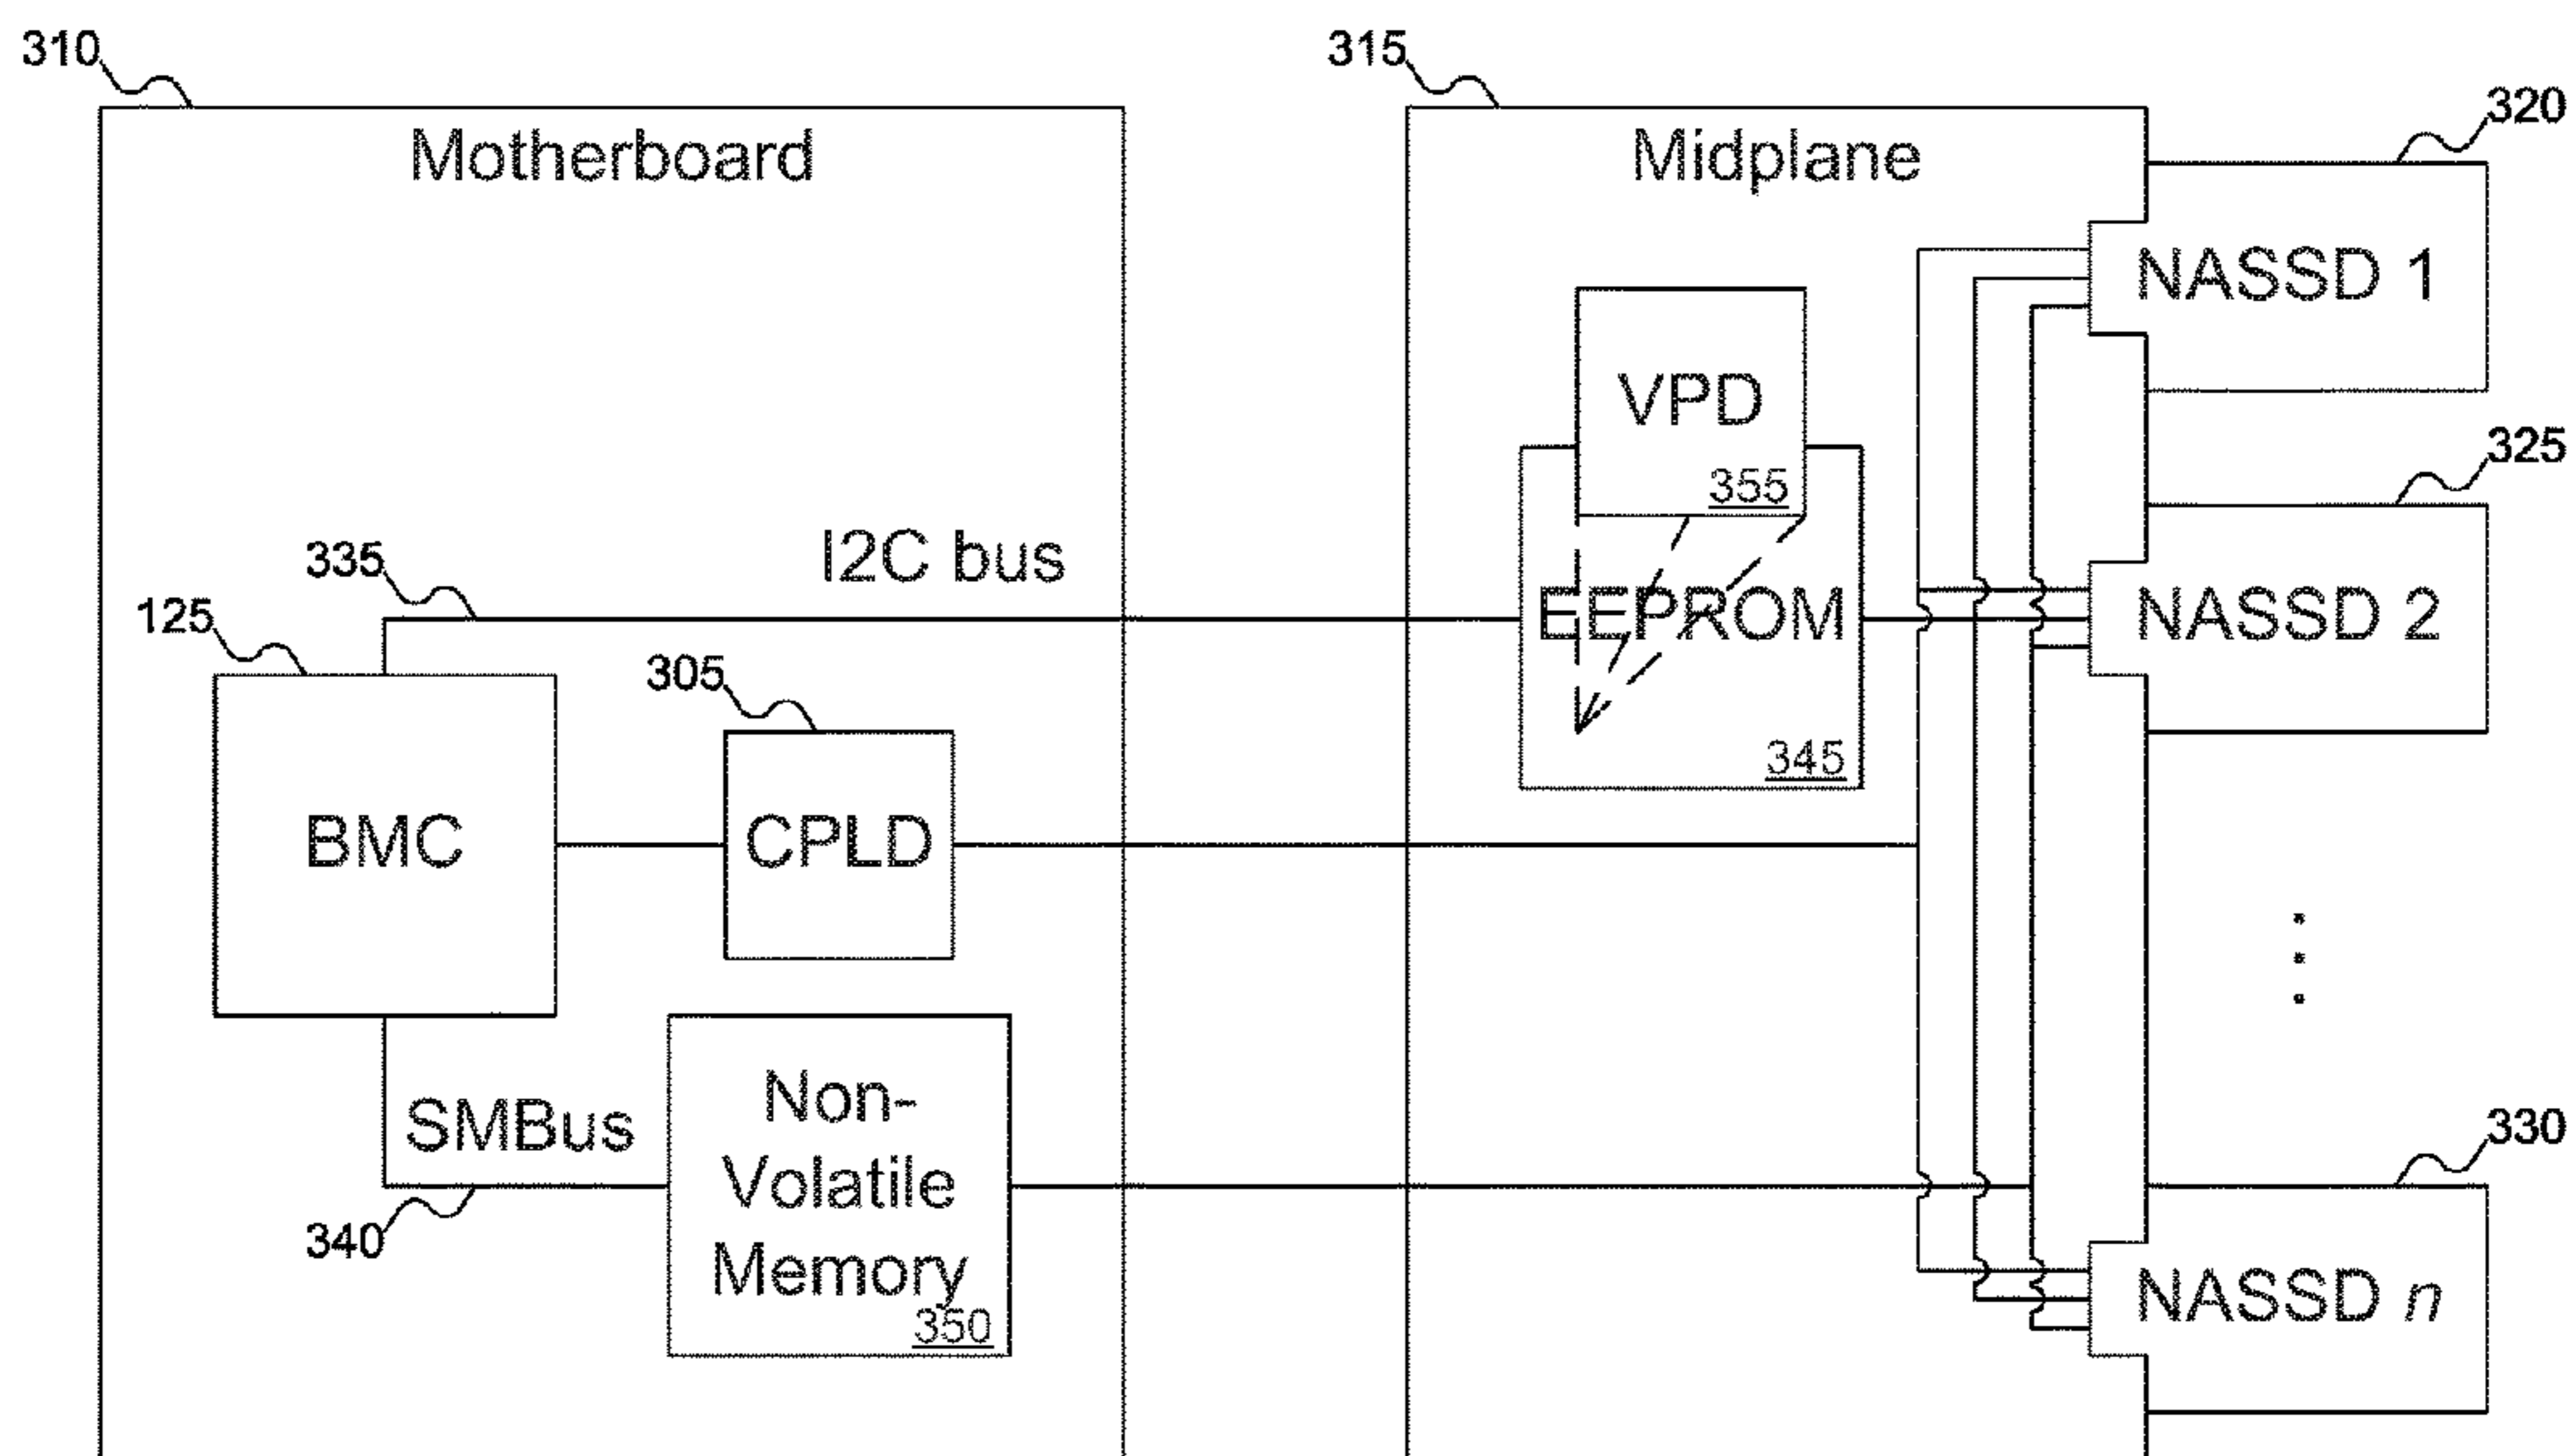 310
315
320
Motherboard
Midplane
NASSD 1
VPD
355
325
I2C bus
335
EEPROM
NASSD 2
125
305
345
BMC
CPLD
SMBus
Non-
Volatile
Memory
350
340
330
NASSD n